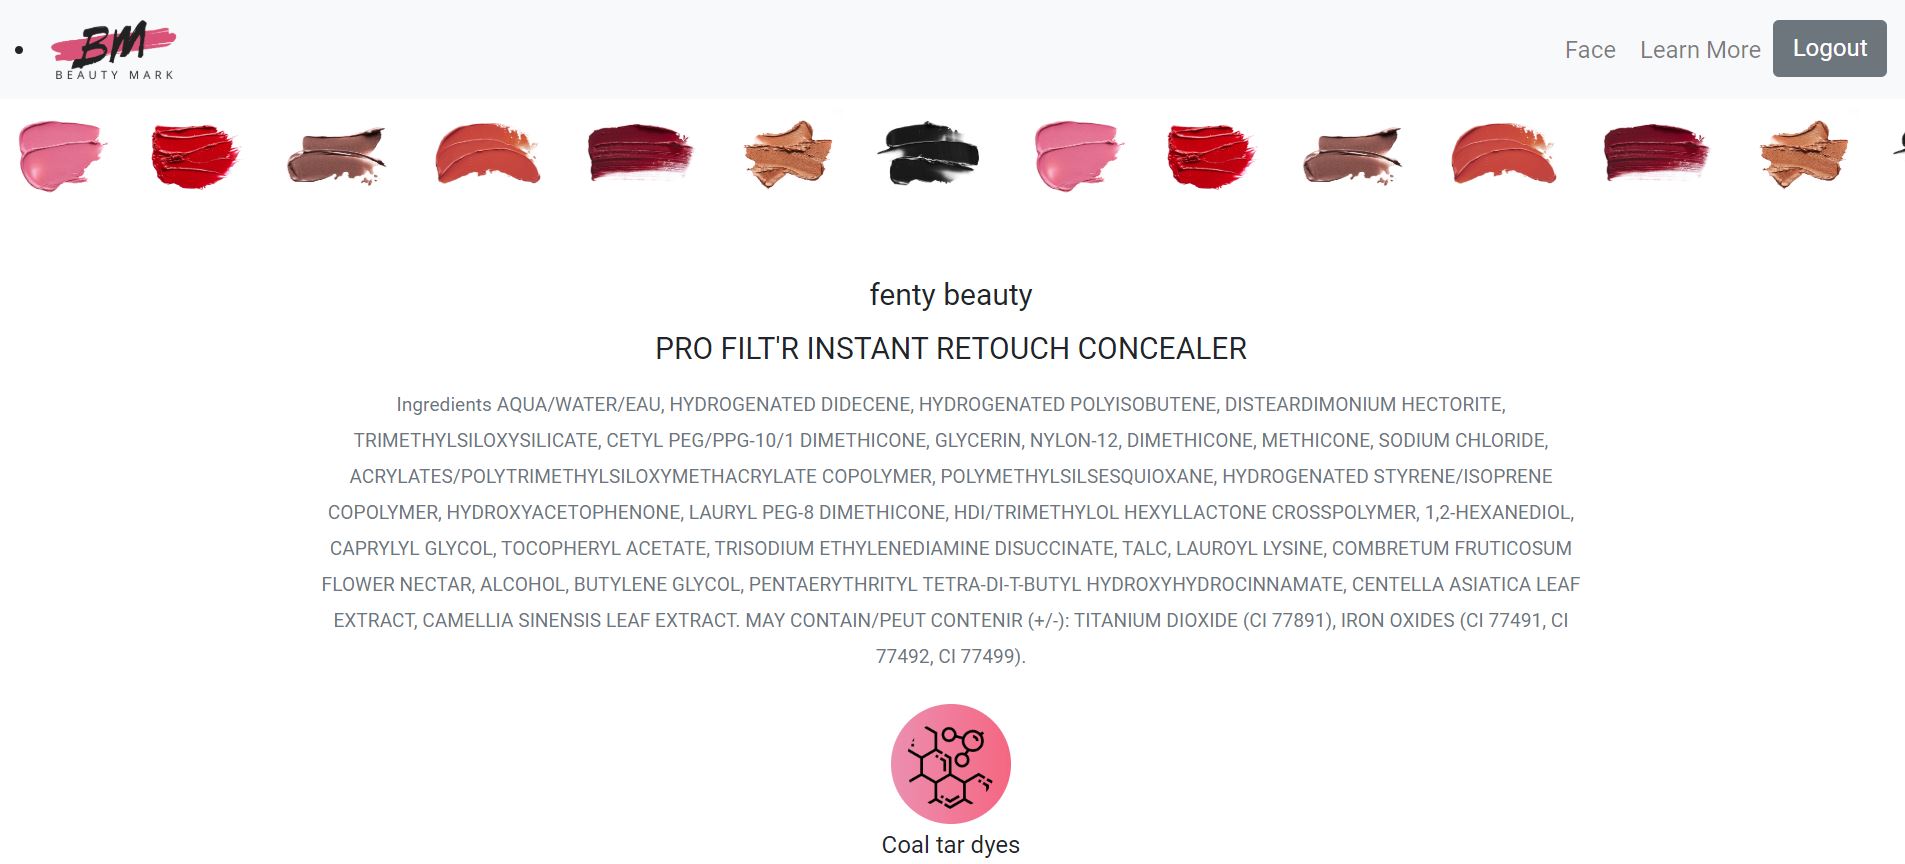 BM
BEAUTY MARK
Face Learn More Logout
fenty beauty
PRO FILT'R INSTANT RETOUCH CONCEALER
Ingredients AQUA/WATER/EAU, HYDROGENATED DIDECENE, HYDROGENATED POLYISOBUTENE, DISTEARDIMONIUM HECTORITE,
TRIMETHYLSILOXYSILICATE, CETYL PEG/PPG-10/1 DIMETHICONE, GLYCERIN, NYLON-12, DIMETHICONE, METHICONE, SODIUM CHLORIDE,
ACRYLATES/POLYTRIMETHYLSILOXYMETHACRYLATE COPOLYMER, POLYMETHYLSILSESQUIOXANE, HYDROGENATED STYRENE/ISOPRENE
COPOLYMER, HYDROXYACETOPHENONE, LAURYL PEG-8 DIMETHICONE, HDI/TRIMETHYLOL HEXYLLACTONE CROSSPOLYMER, 1,2-HEXANEDIOL,
CAPRYLYL GLYCOL, TOCOPHERYL ACETATE, TRISODIUM ETHYLENEDIAMINE DISUCCINATE, TALC, LAUROYL LYSINE, COMBRETUM FRUTICOSUM
FLOWER NECTAR, ALCOHOL, BUTYLENE GLYCOL, PENTAERYTHRITYL TETRA-DI-T-BUTYL HYDROXYHYDROCINNAMATE, CENTELLA ASIATICA LEAF
EXTRACT, CAMELLIA SINENSIS LEAF EXTRACT. MAY CONTAIN/PEUT CONTENIR (+/-): TITANIUM DIOXIDE (CI 77891), IRON OXIDES (CI 77491, CI
77492, CI 77499).
Coal tar dyes